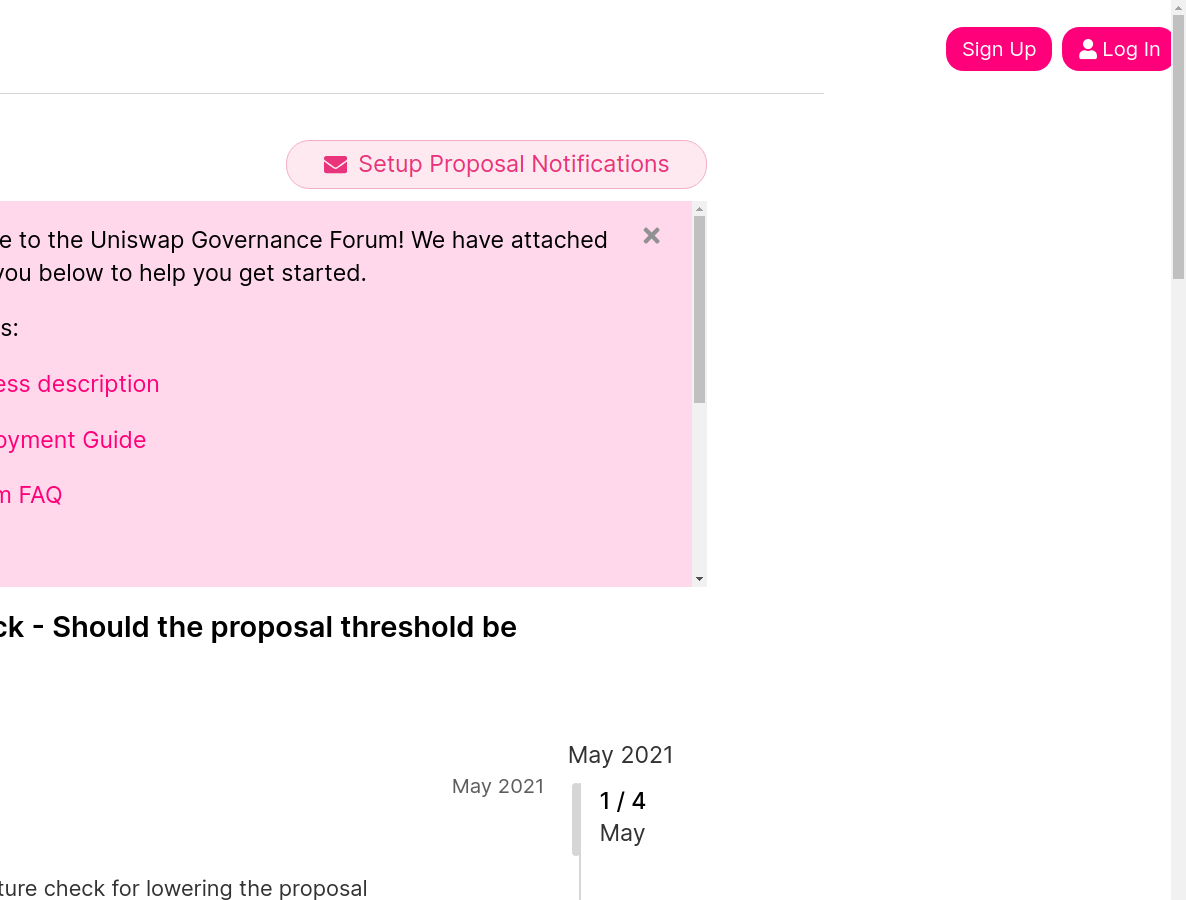 Sign Up
Log In
Setup Proposal Notifications
e to the Uniswap Governance Forum! We have attached
you below to help you get started.
s:
ess description
oyment Guide
m FAQ
ck - Should the proposal threshold be
May 2021
May 2021
1 / 4
May
ture check for lowering the proposal